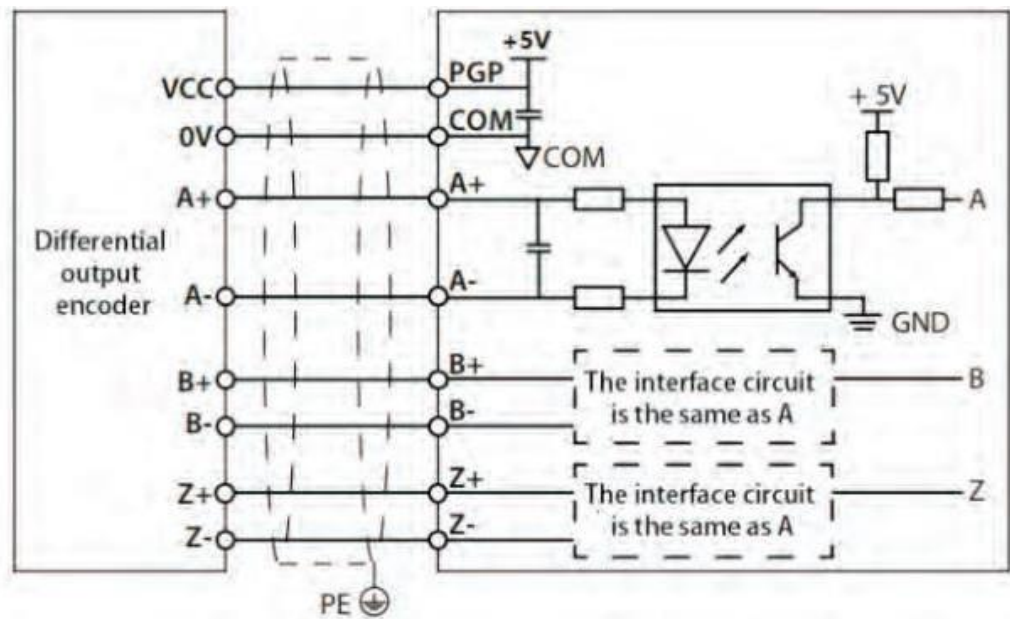 +5V
VCC
PGP
0V
COM
COM
+ 5V
A+
A+
A
Differential
output
encoder
A-
A-
GND
B+
B+
The interface circuit
is the same as A
B
B-
B-
Z+
Z+
The interface circuit
is the same as A
Z
Z-
Z-
PE